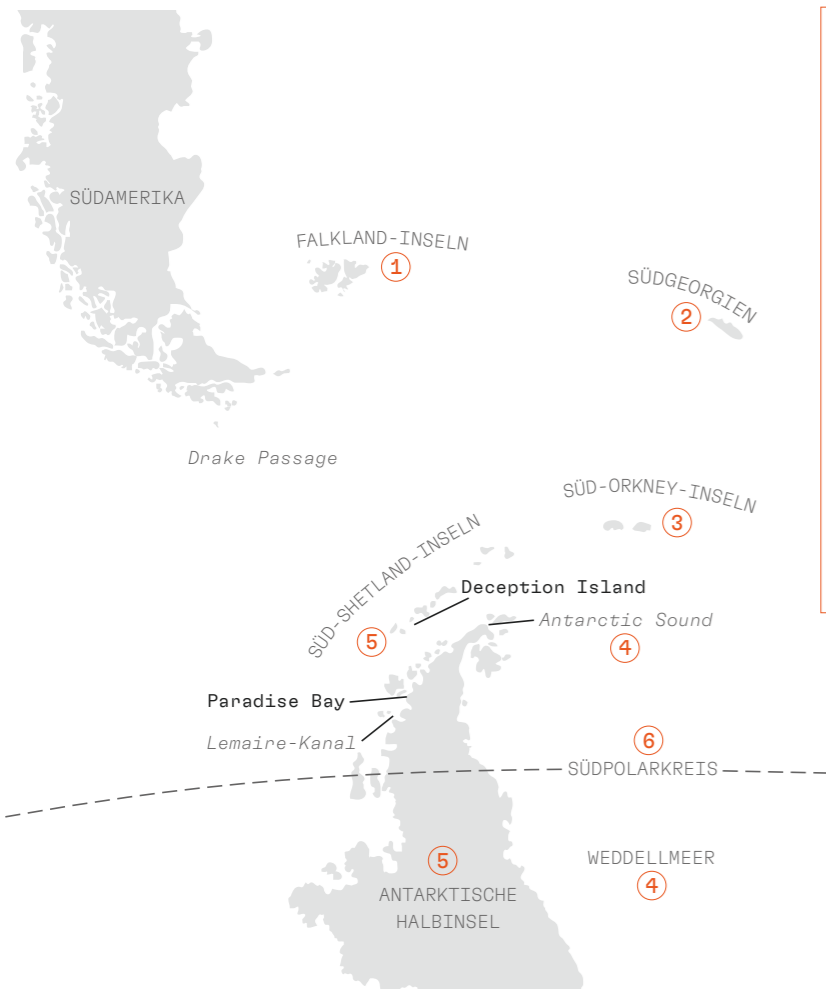 SÜDAMERIKA
FALKLAND-INSELN
1
SÜDGEORGIEN
2
Drake Passage
SÜD-ORKNEY-INSELN
3
SÜD-SHETLAND-INSELN
5
Deception Island
Antarctic Sound
4
Paradise Bay
Lemaire-Kanal
6
SÜDPOLARKREIS
5
ANTARKTISCHE
HALBINSEL
WEDDELLMEER
4